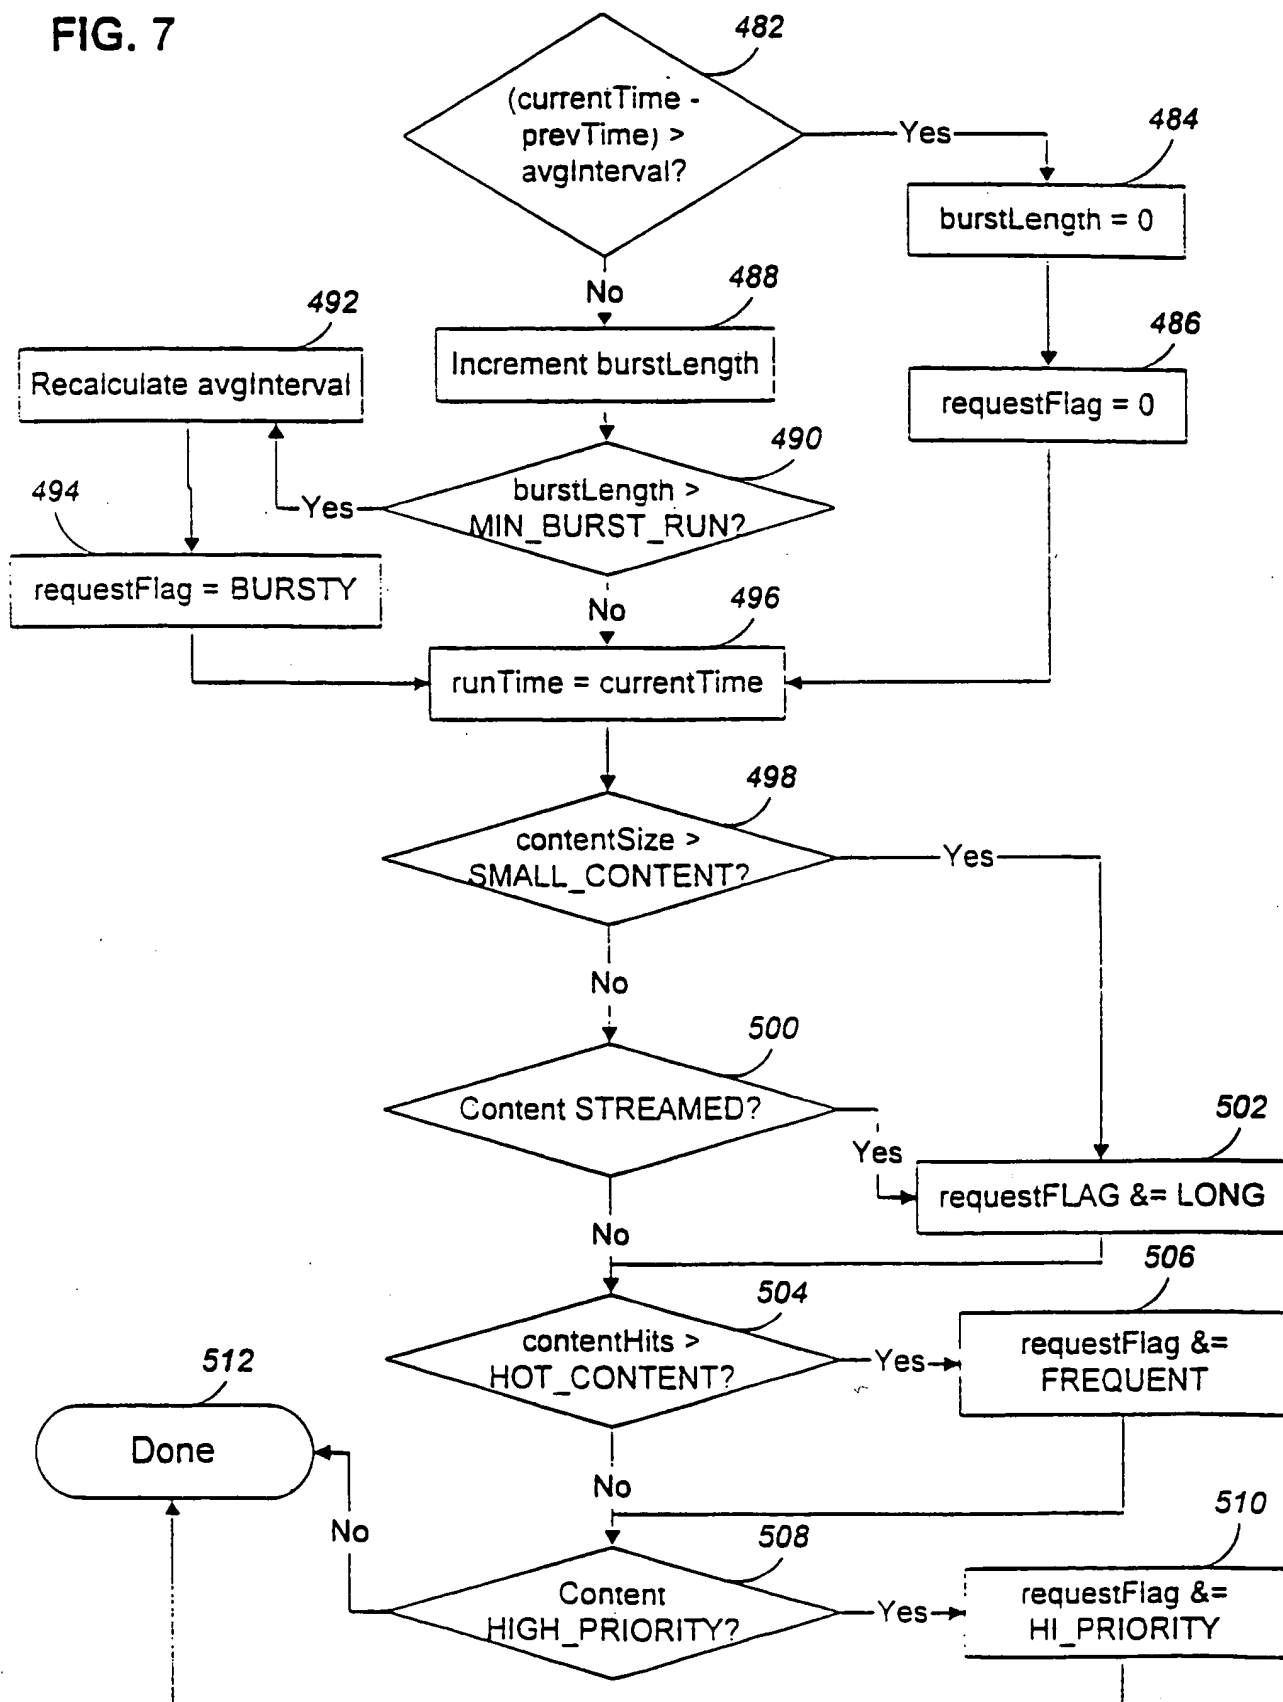 FIG. 7
482
(currentTime -
prevTime) >
avgInterval?
Yes
484
burstLength = 0
No
488
492
486
Recalculate avgInterval
Increment burstLength
requestFlag = 0
490
494
Yes
burstLength >
MIN_BURST_RUN?
requestFlag = BURSTY
No
496
runTime = currentTime
498
contentSize >
SMALL_CONTENT?
Yes
No
500
Content STREAMED?
Yes
502
requestFLAG &= LONG
No
506
504
contentHits >
HOT_CONTENT?
Yes
requestFlag &=
FREQUENT
512
Done
No
No
508
510
Content
HIGH_PRIORITY?
Yes
requestFlag &=
HI_PRIORITY